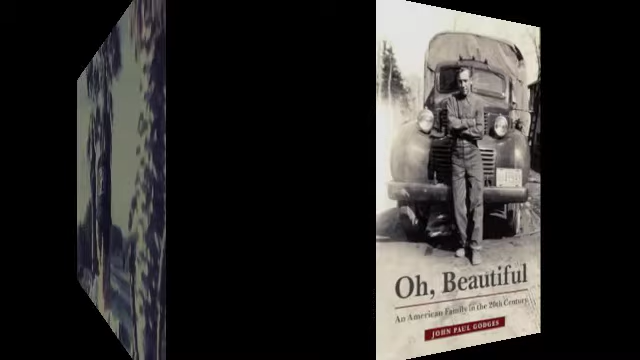 Oh, Beautiful
An American Family in the 20th Century
JOHN PAUL GODGES